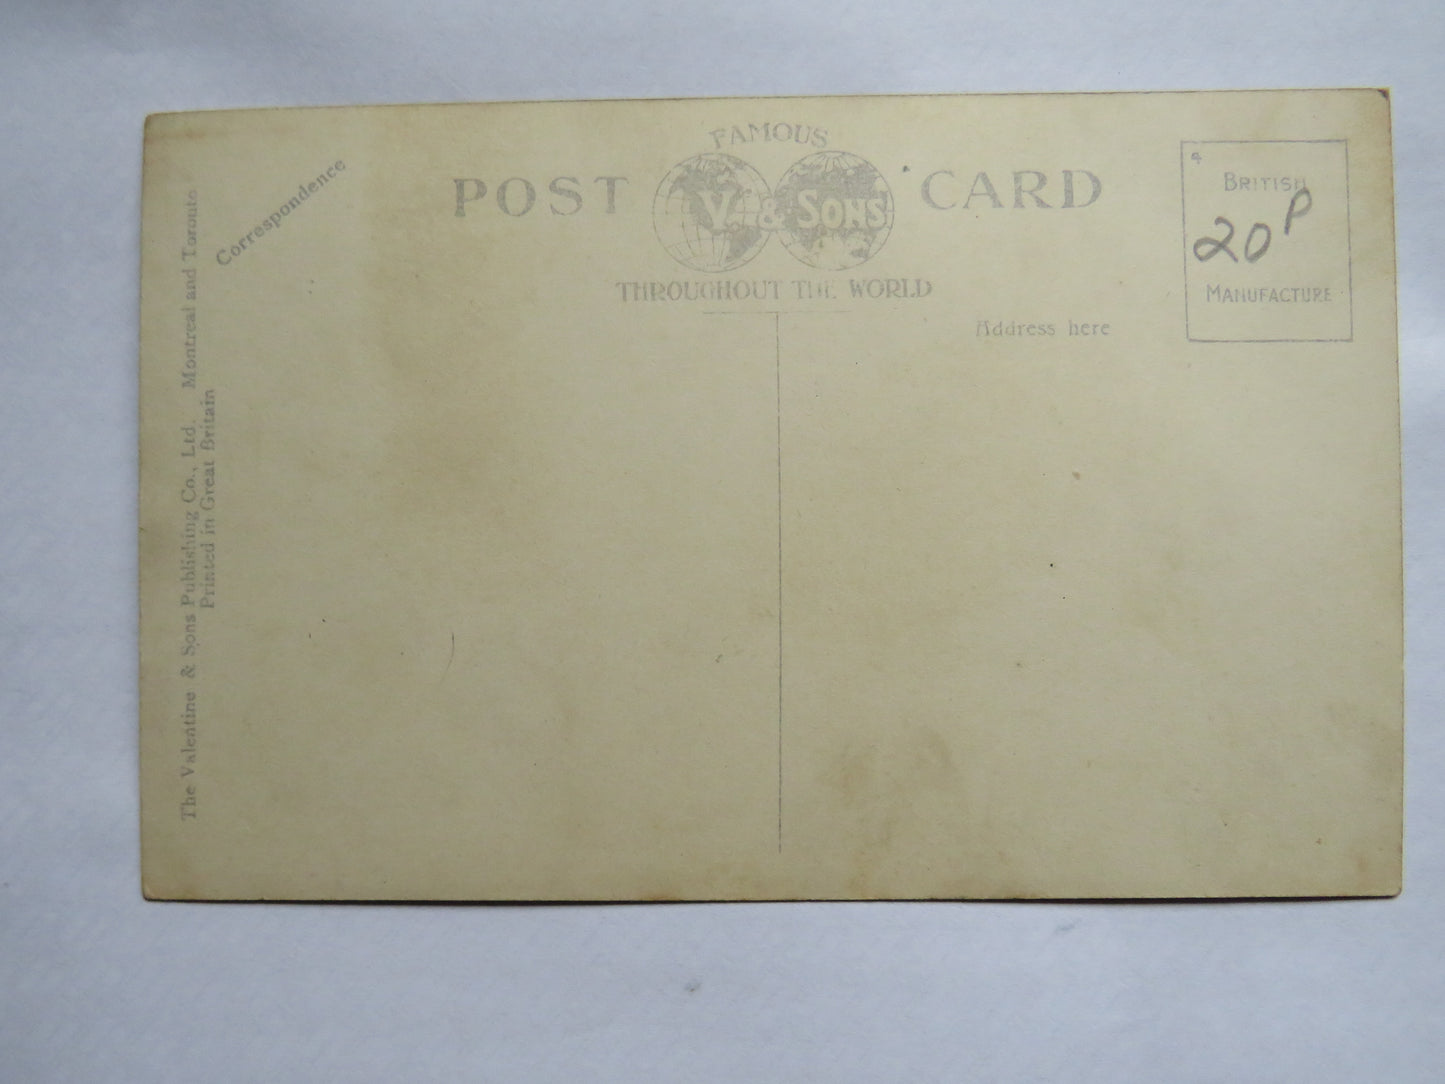 FAMOUS
POST V. & SONS CARD
THROUGHOUT THE WORLD
Correspondence
Address here
BRITISH
20P
MANUFACTURE
The Valentine & Sons Publishing Co., Ltd. Montreal and Toronto
Printed in Great Britain